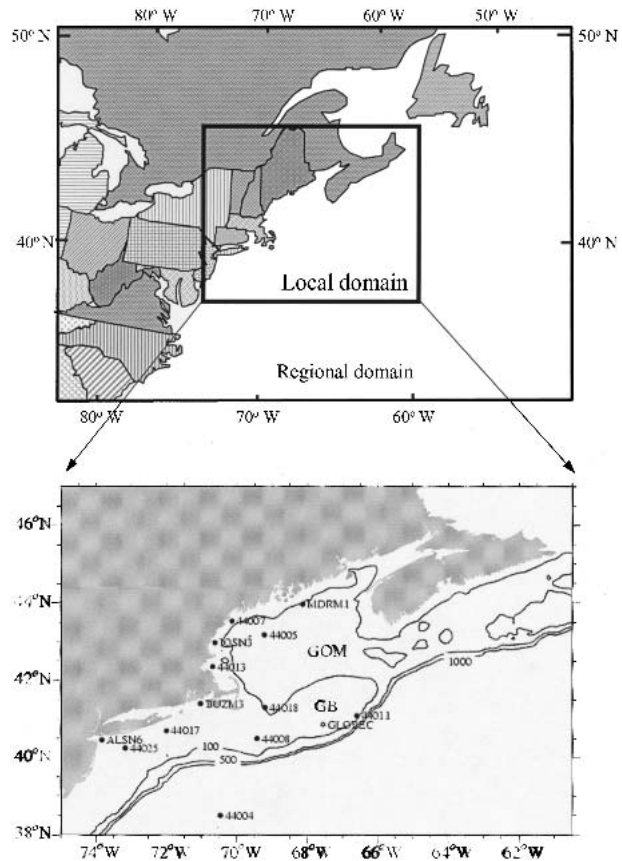 80° W 70° W 60° W 50° W
50° N 50° N
40° N 40° N
Local domain
Regional domain
80° W 70° W 60° W
46°N
44°N
42°N
40°N
38°N
MDRM1
44007
IOSN3 44005
GOM
44013
1000
BUZM3 44018 GB 44011
GLOBEC
44017
ALSN6 44025 100 44008
500
44004
74°W 72°W 70°W 68°W 66°W 64°W 62°W